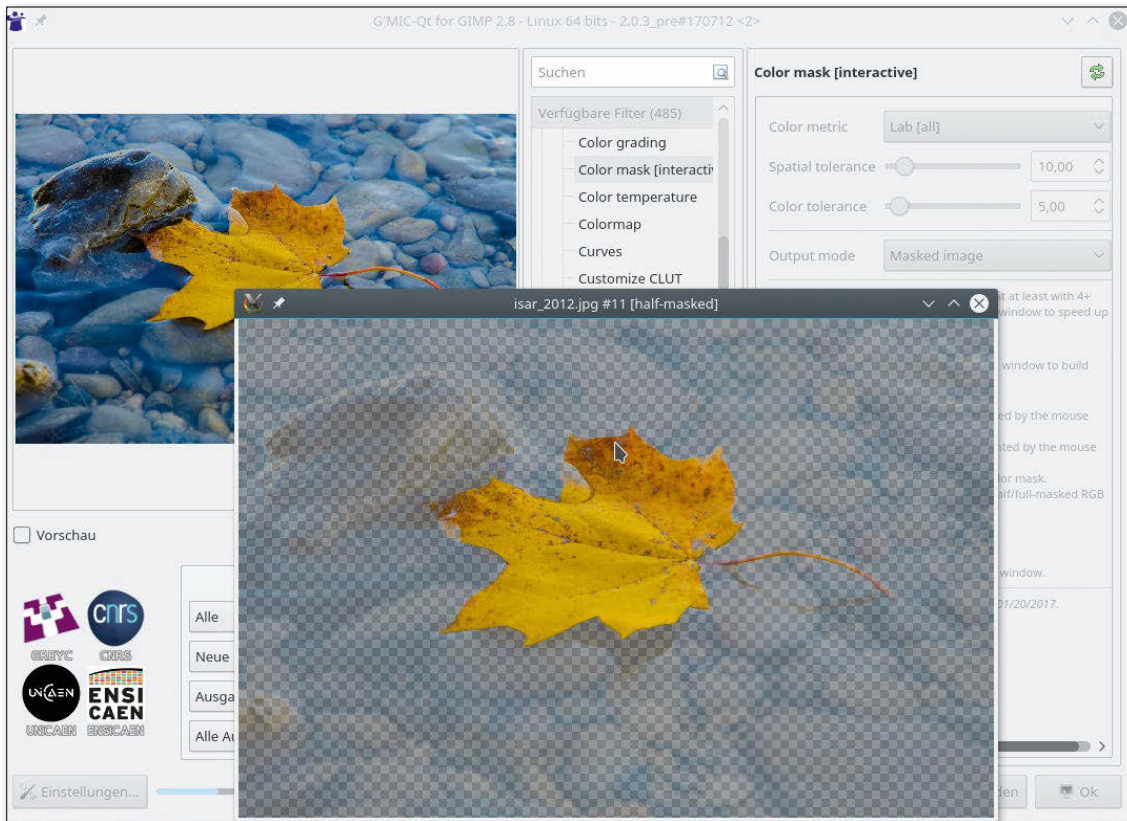 G'MIC-Qt for GIMP 2.8 - Linux 64 bits - 2.0.3_pre#170712 <2>
Suchen
Verfügbare Filter (485)
Color grading
Color mask [interactiv
Color temperature
Colormap
Curves
Customize CLUT
Color mask [interactive]
Color metric
Lab [all]
Spatial tolerance
10,00
Color tolerance
5,00
Output mode
Masked image
at least with 4+
window to speed up
window to build
ed by the mouse
by the mouse
mask.
alf/full-masked RGB
window.
01/20/2017.
isar_2012.jpg #11 [half-masked]
Vorschau
GREYC
CNRS
cnrs
UNICAEN
UNICAEN
ENSI
CAEN
ENSICAEN
Alle
Neue
Ausga
Alle Au
Einstellungen...
den
Ok